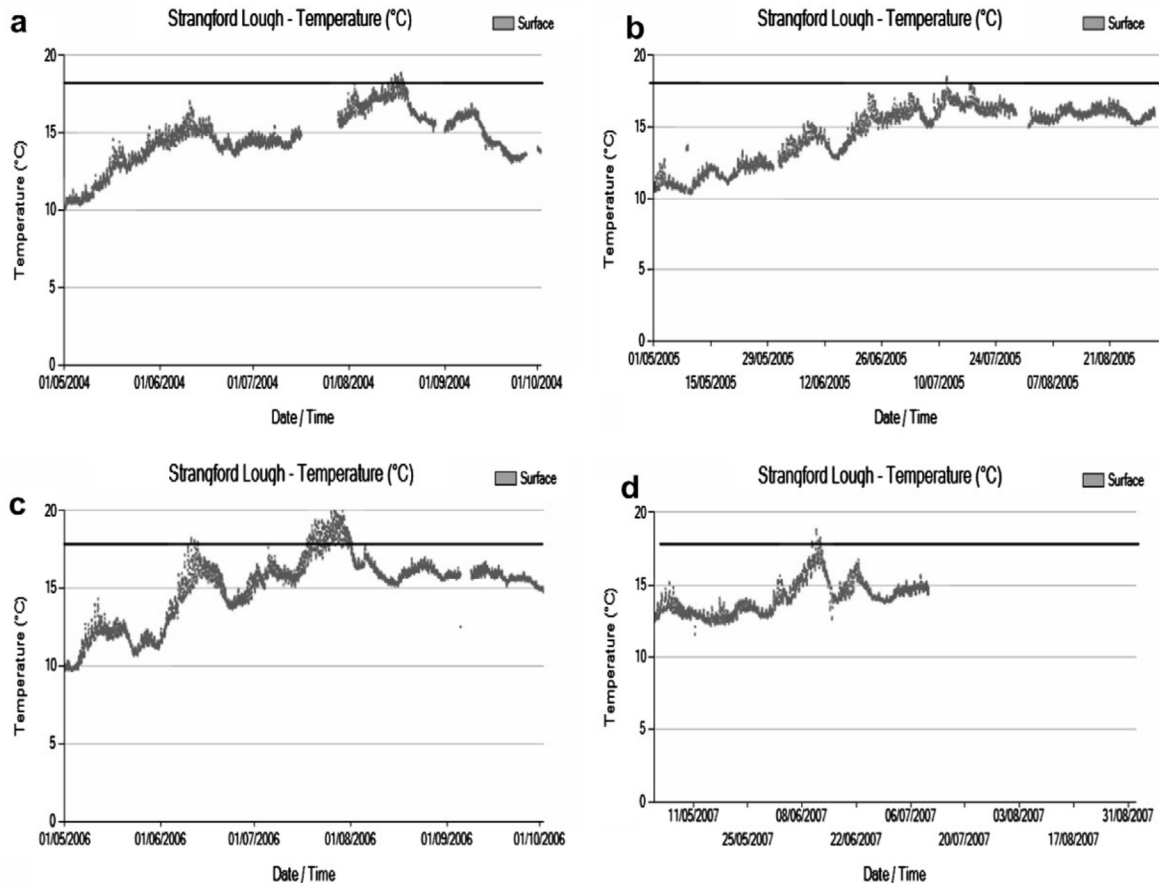 a
Strangford Lough - Temperature (°C)
Surface
Temperature (°C)
20
15
10
5
0
01/05/2004 01/06/2004 01/07/2004 01/08/2004 01/09/2004 01/10/2004
Date / Time
b
Strangford Lough - Temperature (°C)
Surface
Temperature (°C)
20
15
10
5
0
01/05/2005 29/05/2005 26/06/2005 24/07/2005 21/08/2005
15/05/2005 12/06/2005 10/07/2005 07/08/2005
Date / Time
c
Strangford Lough - Temperature (°C)
Surface
Temperature (°C)
20
15
10
5
0
01/05/2006 01/06/2006 01/07/2006 01/08/2006 01/09/2006 01/10/2006
Date / Time
d
Strangford Lough - Temperature (°C)
Surface
Temperature (°C)
20
15
10
5
0
11/05/2007 08/06/2007 06/07/2007 03/08/2007 31/08/2007
25/05/2007 22/06/2007 20/07/2007 17/08/2007
Date / Time